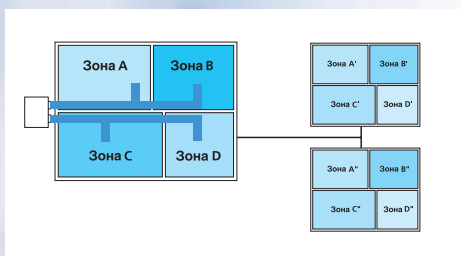 Зона A
Зона B
Зона C
Зона D
Зона A'
Зона B'
Зона C'
Зона D'
Зона A"
Зона B"
Зона C"
Зона D"